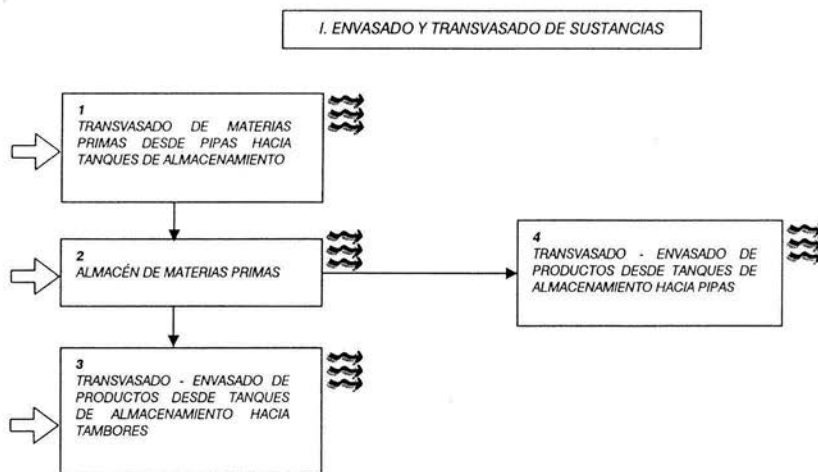 I. ENVASADO Y TRANSVASADO DE SUSTANCIAS
1
TRANSVASADO DE MATERIAS
PRIMAS DESDE PIPAS HACIA
TANQUES DE ALMACENAMIENTO
2
ALMACÉN DE MATERIAS PRIMAS
4
TRANSVASADO - ENVASADO DE
PRODUCTOS DESDE TANQUES DE
ALMACENAMIENTO HACIA PIPAS
3
TRANSVASADO - ENVASADO DE
PRODUCTOS DESDE TANQUES
DE ALMACENAMIENTO HACIA
TAMBORES